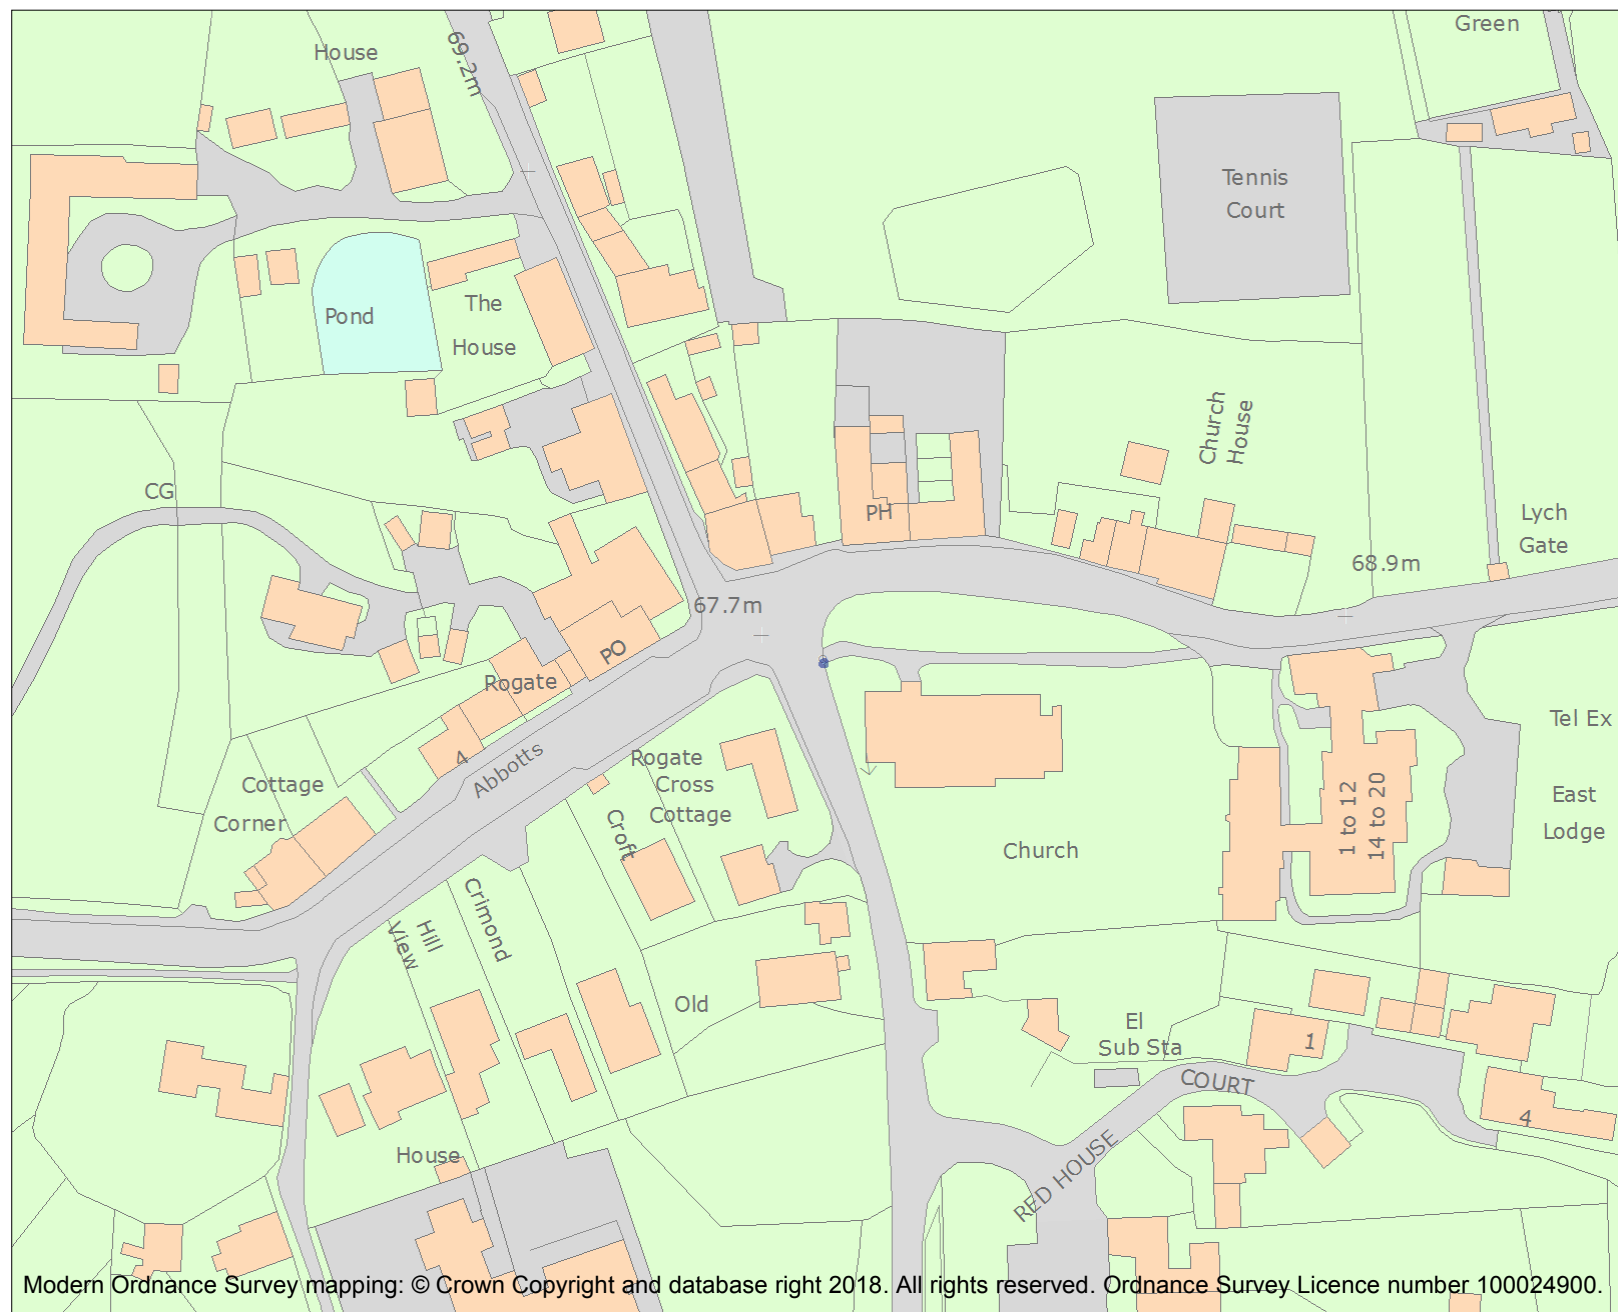 Green
House
69.2m
Tennis
Court
The
House
Pond
Church
House
CG
PH
Lych
Gate
68.9m
67.7m
PO
Rogate
4
Abbotts
Tel Ex
Rogate
Cross
Cottage
Cottage
Corner
Croft
1 to 12
14 to 20
East
Lodge
Church
Crimond
Hill
View
Old
El
Sub Sta
1
COURT
4
RED HOUSE
House
Modern Ordnance Survey mapping: © Crown Copyright and database right 2018. All rights reserved. Ordnance Survey Licence number 100024900.